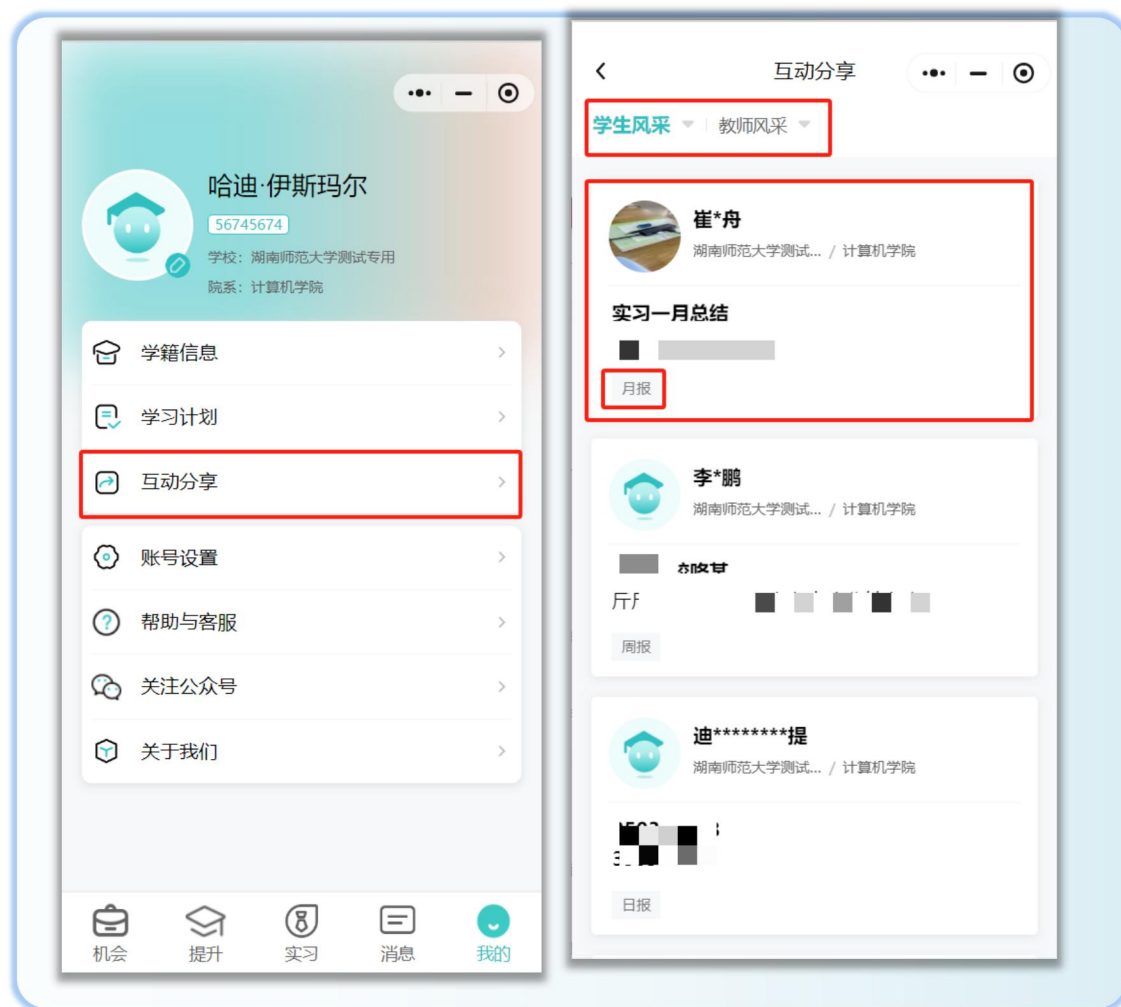 哈迪·伊斯玛尔
56745674
学校：湖南师范大学测试专用
院系：计算机学院
学籍信息
学习计划
互动分享
账号设置
帮助与客服
关注公众号
关于我们
机会
提升
实习
消息
我的
互动分享
学生风采
教师风采
崔*舟
湖南师范大学测试... / 计算机学院
实习一月总结
月报
李*鹏
湖南师范大学测试... / 计算机学院
周报
迪********提
湖南师范大学测试... / 计算机学院
日报